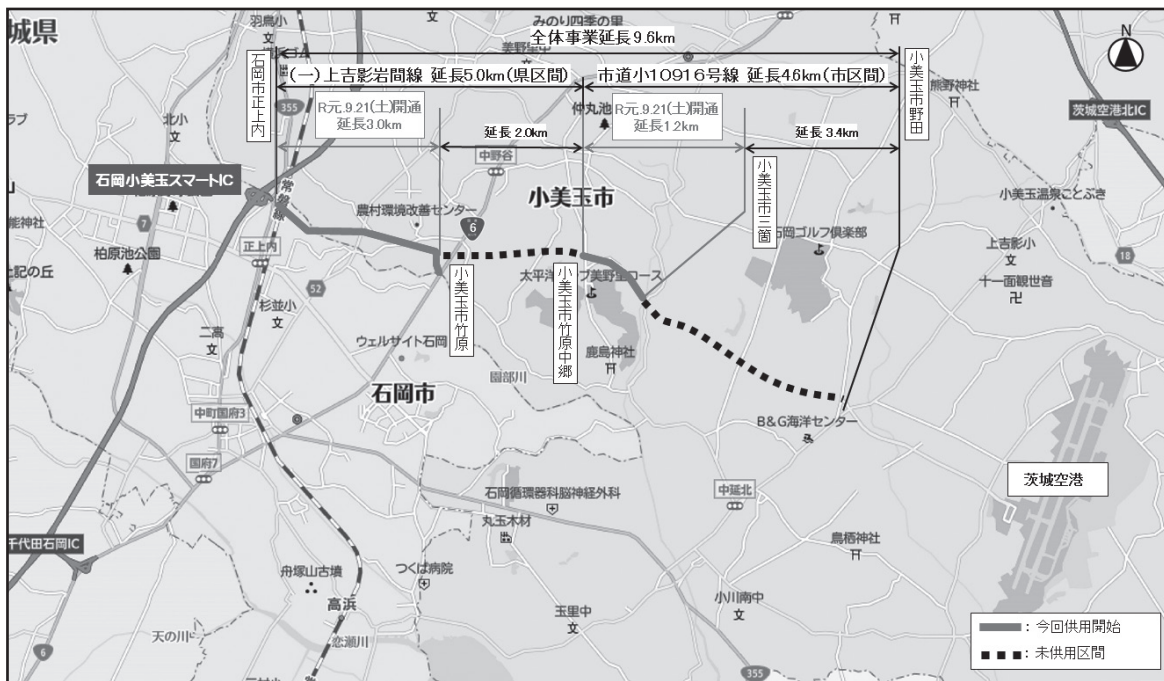 城県
羽鳥小
みのり四季の里
全体事業延長9.6km
石岡市正上内
(一)上吉影岩間線 延長5.0km(県区間)
市道小10916号線 延長4.6km(市区間)
小美玉市野田
N
355
R元.9.21(土)開通
延長3.0km
延長 2.0km
仲丸池
R元.9.21(土)開通
延長1.2km
延長 3.4km
熊野神社
茨城空港北IC
北小
中野谷
石岡小美玉スマートIC
常磐線
小美玉市
小美玉市三箇
小美玉温泉ことぶき
農村環境改善センター
6
7
柏原池公園
正上内
石岡ゴルフ倶楽部
上吉影小
18
十一面観世音
52
杉並小
小美玉市竹原
小美玉市竹原中郷
二高
ウェルサイト石岡
鹿島神社
園部川
石岡市
中町国府3
B&G海洋センター
国府7
茨城空港
石岡循環器科脳神経外科
中延北
丸玉木材
千代田石岡IC
鳥栖神社
舟塚山古墳
つくば病院
高浜
玉里中
小川南中
天の川
恋瀬川
6
355
：今回供用開始
：未供用区間